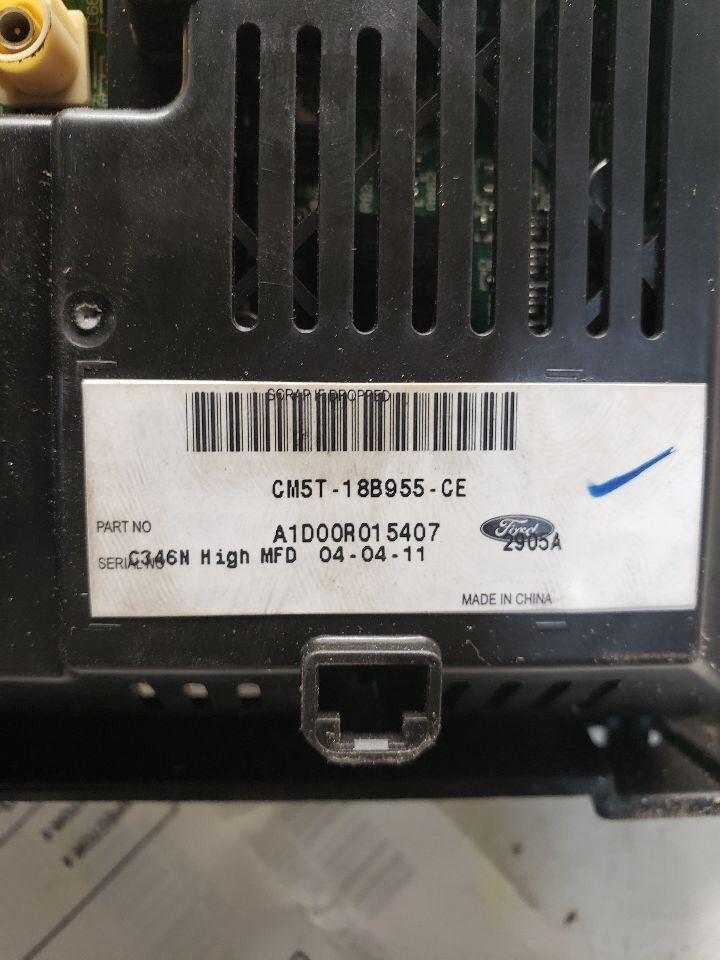 SCRAP IF DROPPED
CM5T-18B955-CE
PART NO A1D00R015407 Ford
SERIAL NO C346N High MFD 04-04-11 2905A
MADE IN CHINA